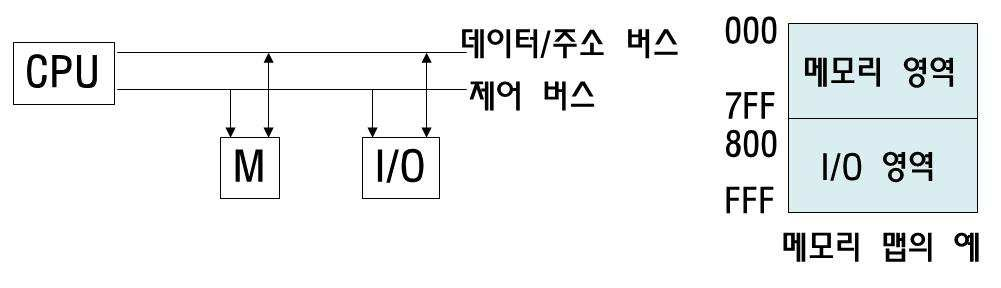 CPU
데이터/주소 버스
제어 버스
M
I/O
000
메모리 영역
7FF
800
I/O 영역
FFF
메모리 맵의 예